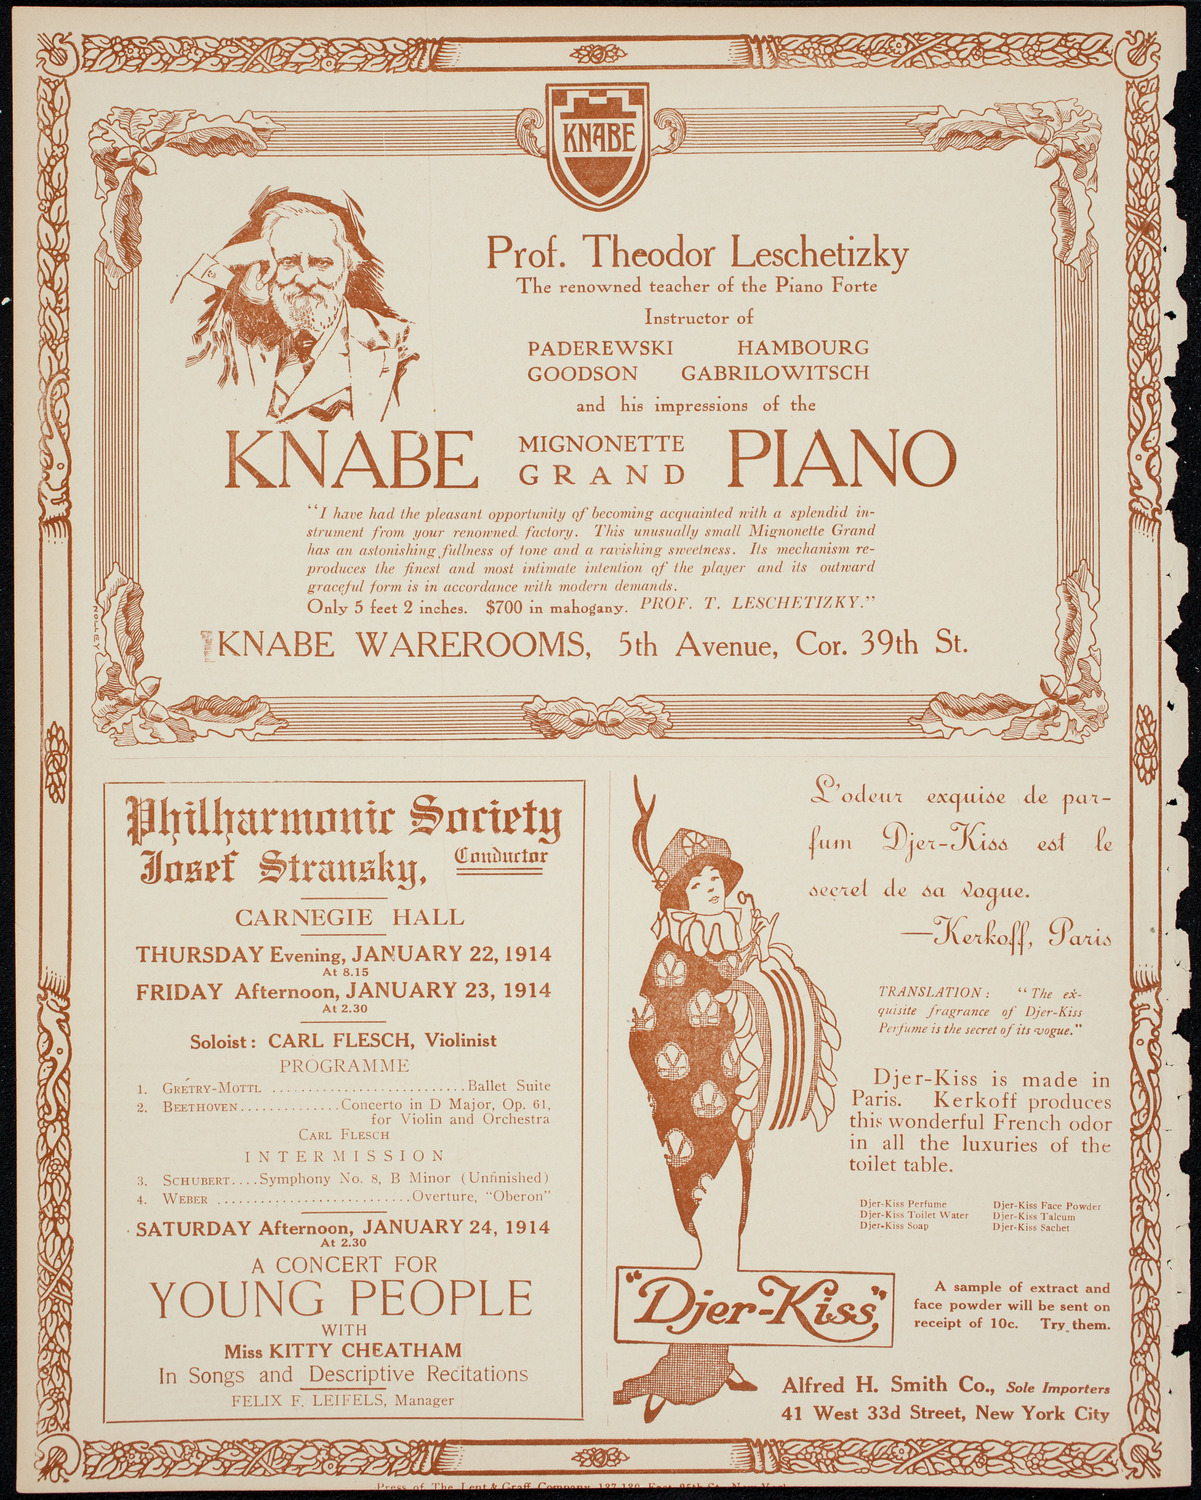 KNABE
Prof. Theodor Leschetizky
The renowned teacher of the Piano Forte
Instructor of
PADEREWSKI HAMBOURG
GOODSON GABRILOWITSCH
and his impressions of the
KNABE MIGNONETTE GRAND PIANO
“I have had the pleasant opportunity of becoming acquainted with a splendid in-
strument from your renowned factory. This unusually small Mignonette Grand
has an astonishing fullness of tone and a ravishing sweetness. Its mechanism re-
produces the finest and most intimate intention of the player and its outward
graceful form is in accordance with modern demands.
Only 5 feet 2 inches. $700 in mahogany. PROF. T. LESCHETIZKY.”
KNABE WAREROOMS, 5th Avenue, Cor. 39th St.
NOLLEY
Philharmonic Society
Josef Stransky, Conductor
CARNEGIE HALL
THURSDAY Evening, JANUARY 22, 1914
At 8.15
FRIDAY Afternoon, JANUARY 23, 1914
At 2.30
Soloist: CARL FLESCH, Violinist
PROGRAMME
1. GRÉTRY-MOTTL ............................ Ballet Suite
2. BEETHOVEN..............Concerto in D Major, Op. 61,
for Violin and Orchestra
CARL FLESCH
INTERMISSION
3. SCHUBERT....Symphony No. 8, B Minor (Unfinished)
4. WEBER ............................Overture, “Oberon”
SATURDAY Afternoon, JANUARY 24, 1914
At 2.30
A CONCERT FOR
YOUNG PEOPLE
WITH
Miss KITTY CHEATHAM
In Songs and Descriptive Recitations
FELIX F. LEIFELS, Manager
L'odeur exquise de par-
fum Djer-Kiss est le
secret de sa vogue.
—Kerkoff, Paris
TRANSLATION: “The ex-
quisite fragrance of Djer-Kiss
Perfume is the secret of its vogue.”
Djer-Kiss is made in
Paris. Kerkoff produces
this wonderful French odor
in all the luxuries of the
toilet table.
Djer-Kiss Perfume Djer-Kiss Face Powder
Djer-Kiss Toilet Water Djer-Kiss Talcum
Djer-Kiss Soap Djer-Kiss Sachet
“Djer-Kiss”
A sample of extract and
face powder will be sent on
receipt of 10c. Try them.
Alfred H. Smith Co., Sole Importers
41 West 33d Street, New York City
Press of The Lent & Graff Company, 137-139 East 25th St., New York